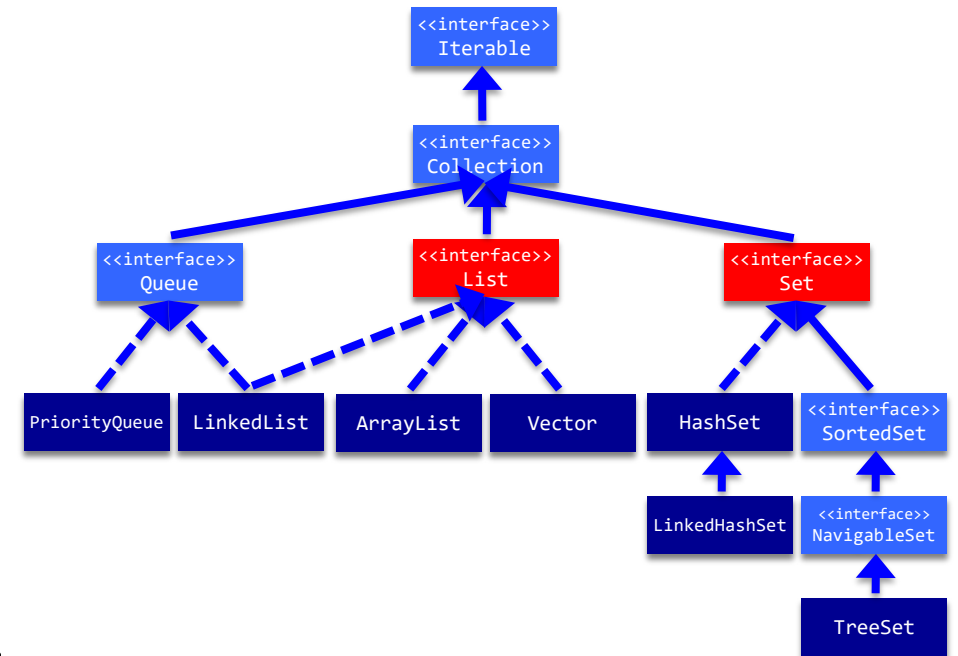 <<interface>>
Iterable
<<interface>>
Collection
<<interface>>
Queue
<<interface>>
List
<<interface>>
Set
PriorityQueue
LinkedList
ArrayList
Vector
HashSet
<<interface>>
SortedSet
LinkedHashSet
<<interface>>
NavigableSet
TreeSet